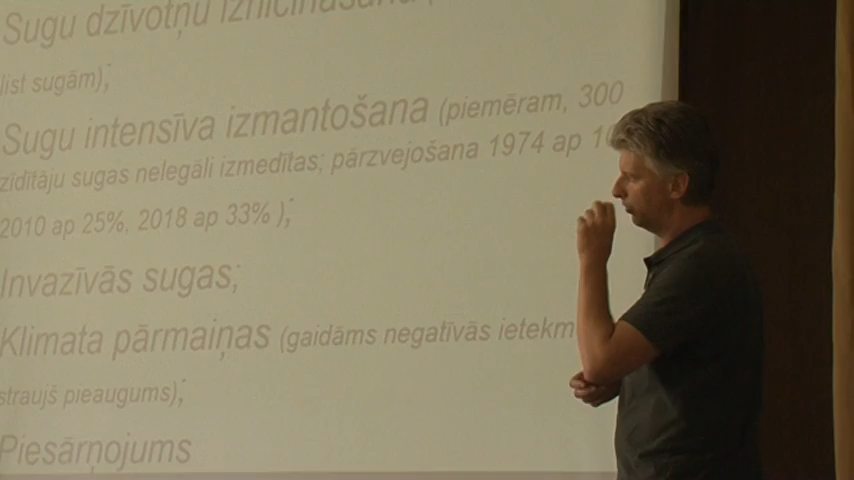 Sugu dzīvotņu iznīcināšana
list sugām);
Sugu intensīva izmantošana (piemēram, 300
zīdītāju sugas nelegāli izmedītas; pārzvejošana 1974 ap
2010 ap 25%, 2018 ap 33% );
Invazīvās sugas;
Klimata pārmaiņas (gaidāms negatīvās
straujš pieaugums);
Piesārņojums